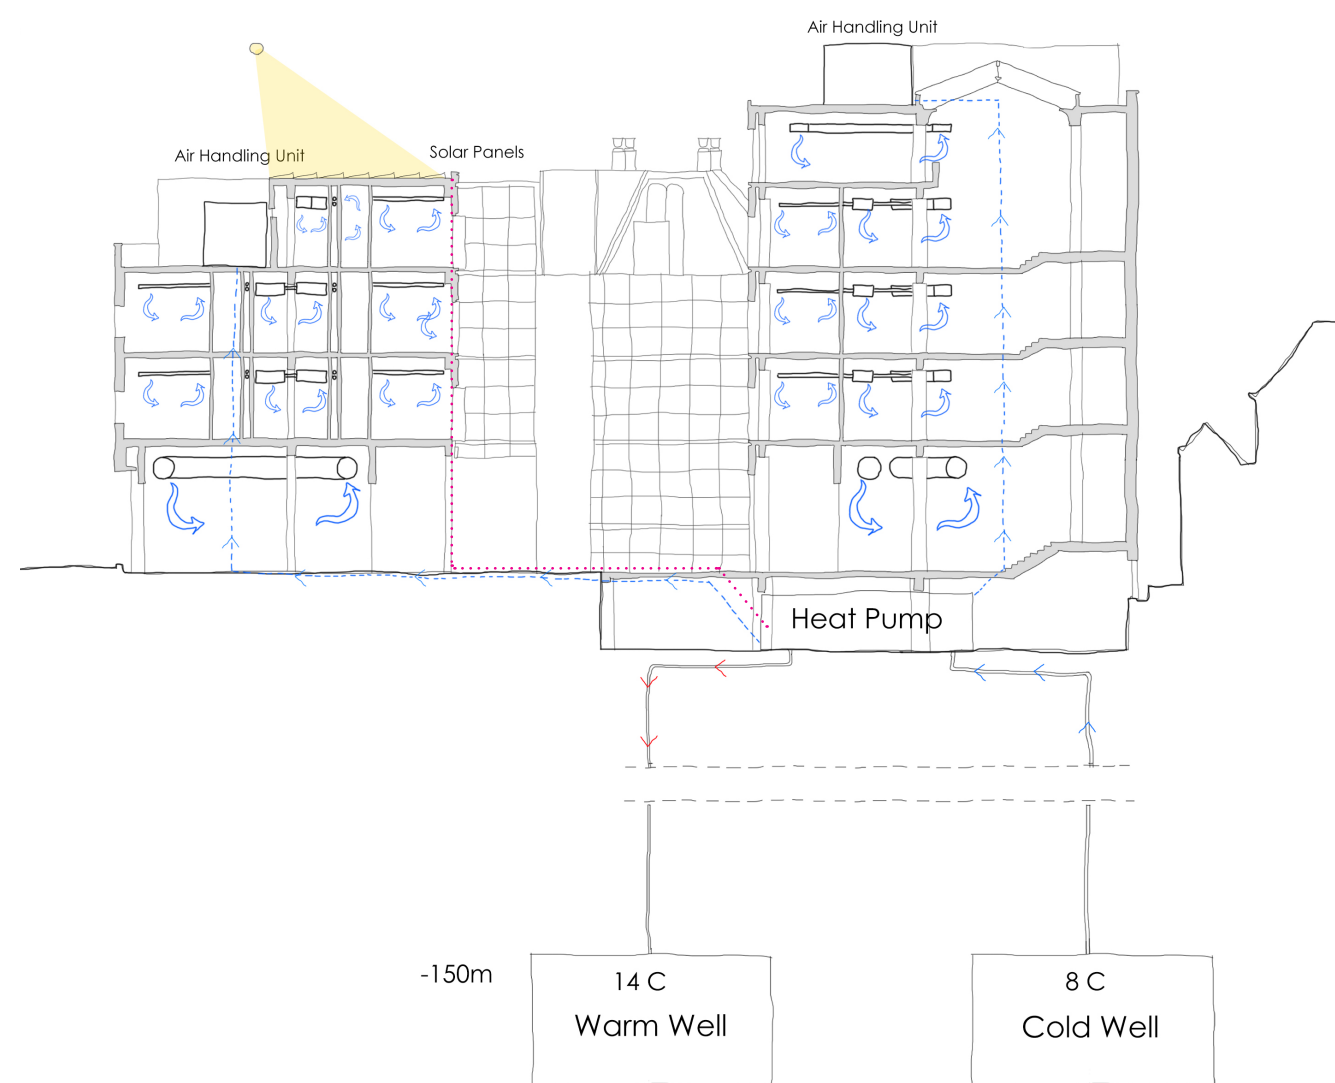 Air Handling Unit
Air Handling Unit
Solar Panels
Heat Pump
-150m
14 C
Warm Well
8 C
Cold Well